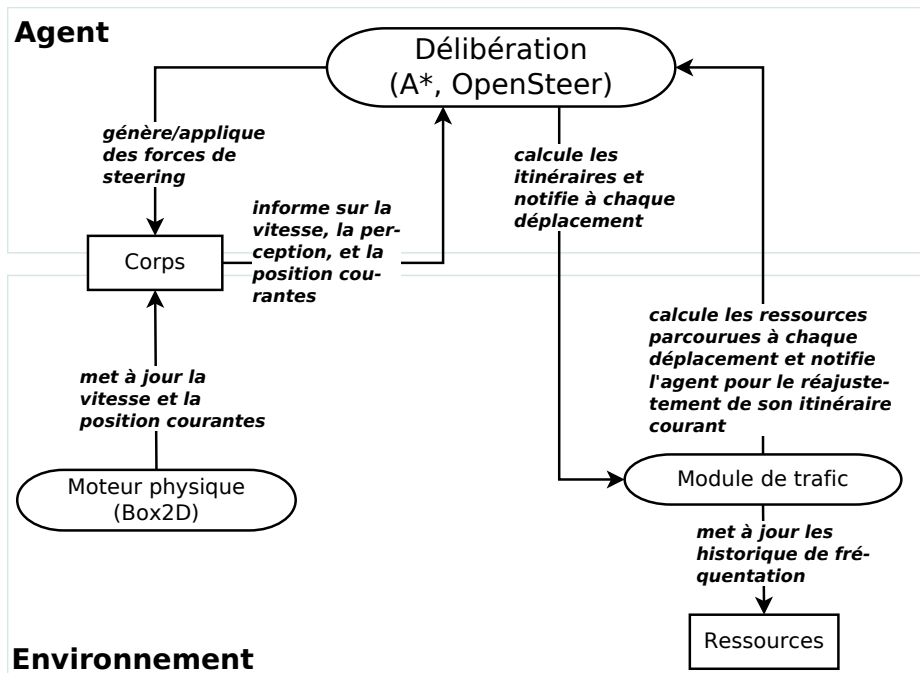 Agent
Délibération
(A*, OpenSteer)
génère/applique
des forces de
steering
calcule les
itinéraires et
notifie à chaque
déplacement
informe sur la
vitesse, la per-
ception, et la
position cou-
rantes
Corps
calcule les ressources
parcourues à chaque
déplacement et notifie
l'agent pour le réajuste-
tement de son itinéraire
courant
met à jour la
vitesse et la
position courantes
Moteur physique
(Box2D)
Module de trafic
met à jour les
historique de fré-
quentation
Ressources
Environnement